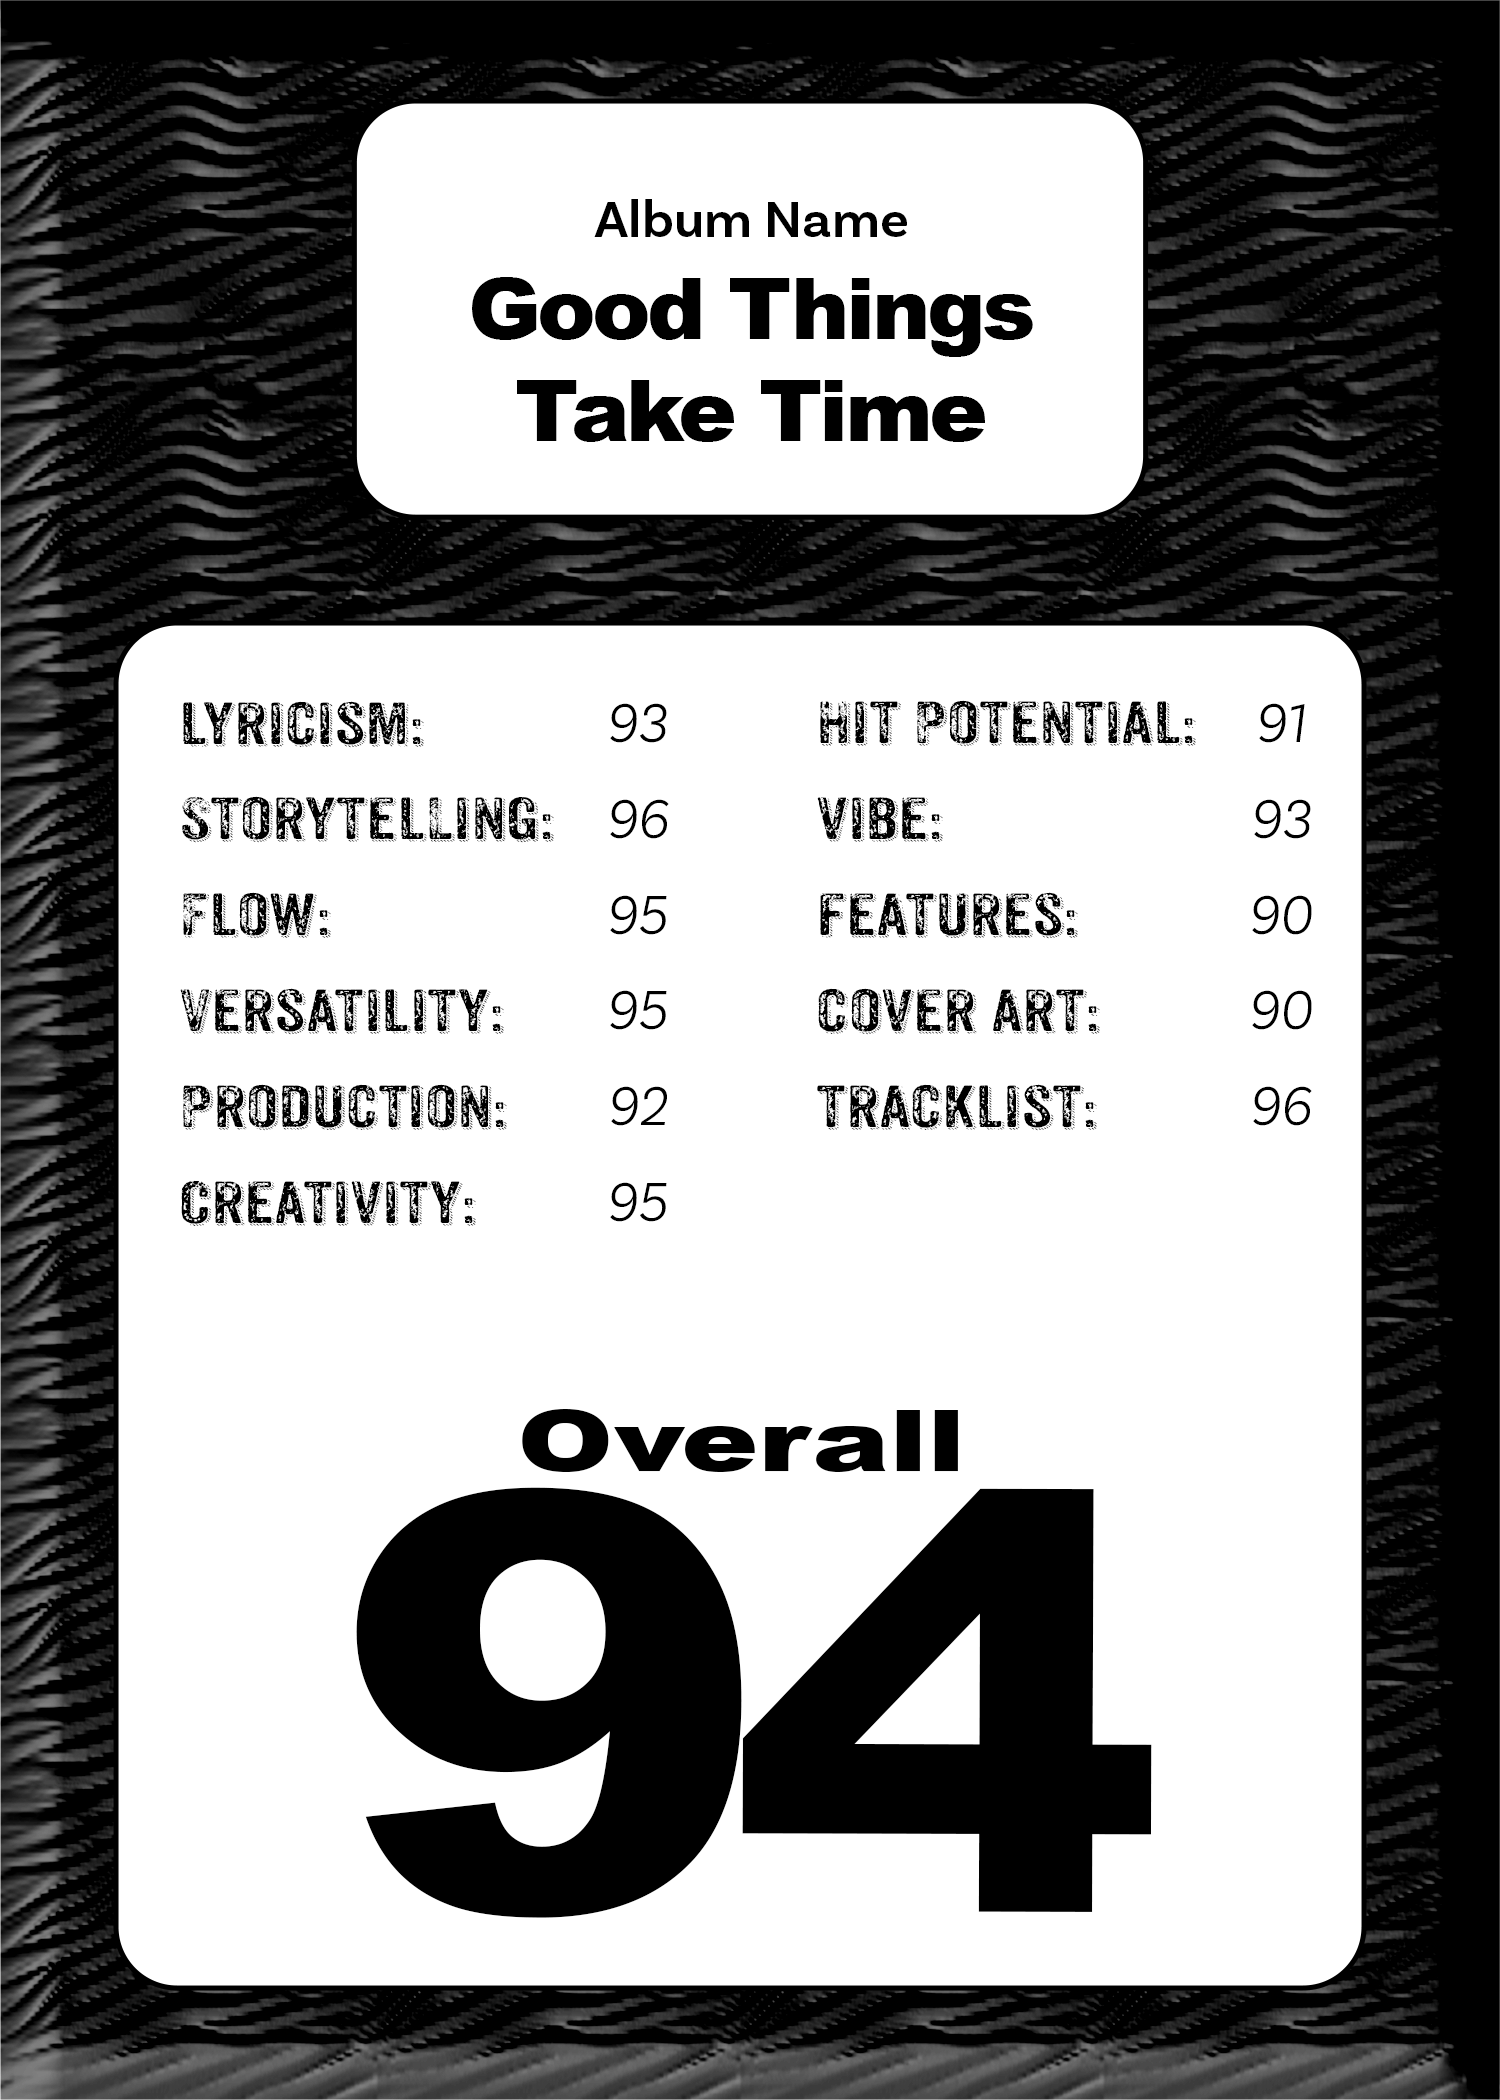 Album Name
Good Things
Take Time
LYRICISM: 93
STORYTELLING: 96
FLOW: 95
VERSATILITY: 95
PRODUCTION: 92
CREATIVITY: 95
HIT POTENTIAL: 91
VIBE: 93
FEATURES: 90
COVER ART: 90
TRACKLIST: 96
Overall
94